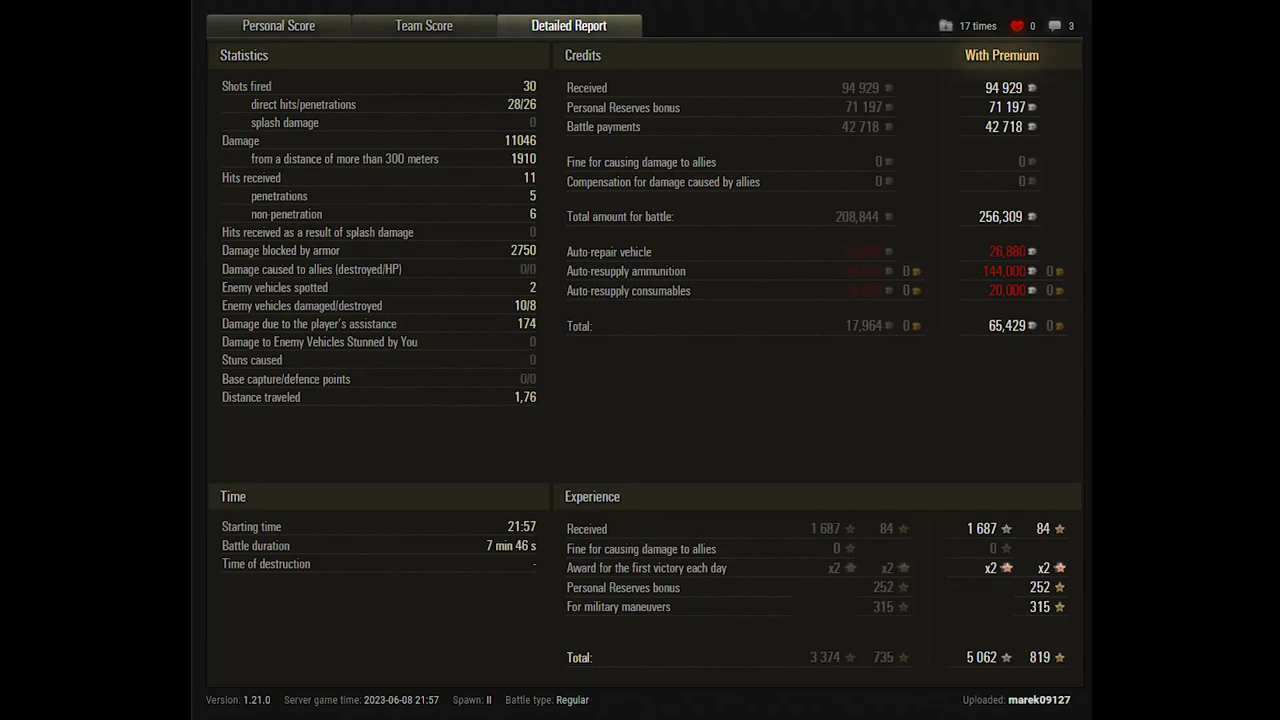 Personal Score Team Score Detailed Report 17 times 0 3
Statistics
Shots fired 30
direct hits/penetrations 28/26
splash damage 0
Damage 11046
from a distance of more than 300 meters 1910
Hits received 11
penetrations 5
non-penetration 6
Hits received as a result of splash damage 0
Damage blocked by armor 2750
Damage caused to allies (destroyed/HP) 0/0
Enemy vehicles spotted 2
Enemy vehicles damaged/destroyed 10/8
Damage due to the player's assistance 174
Damage to Enemy Vehicles Stunned by You 0
Stuns caused 0
Base capture/defence points 0/0
Distance traveled 1,76
Credits With Premium
Received 94 929 94 929
Personal Reserves bonus 71 197 71 197
Battle payments 42 718 42 718
Fine for causing damage to allies 0 0
Compensation for damage caused by allies 0 0
Total amount for battle: 208,844 256,309
Auto-repair vehicle 26,880
Auto-resupply ammunition 0 -144,000 0
Auto-resupply consumables 0 -20,000 0
Total: 17,964 0 65,429 0
Time
Starting time 21:57
Battle duration 7 min 46 s
Time of destruction -
Experience
Received 1 687 84 1 687 84
Fine for causing damage to allies 0 0
Award for the first victory each day x2 x2 x2 x2
Personal Reserves bonus 252 252
For military maneuvers 315 315
Total: 3 374 735 5 062 819
Version: 1.21.0 Server game time: 2023-06-08 21:57 Spawn: II Battle type: Regular Uploaded: marek09127